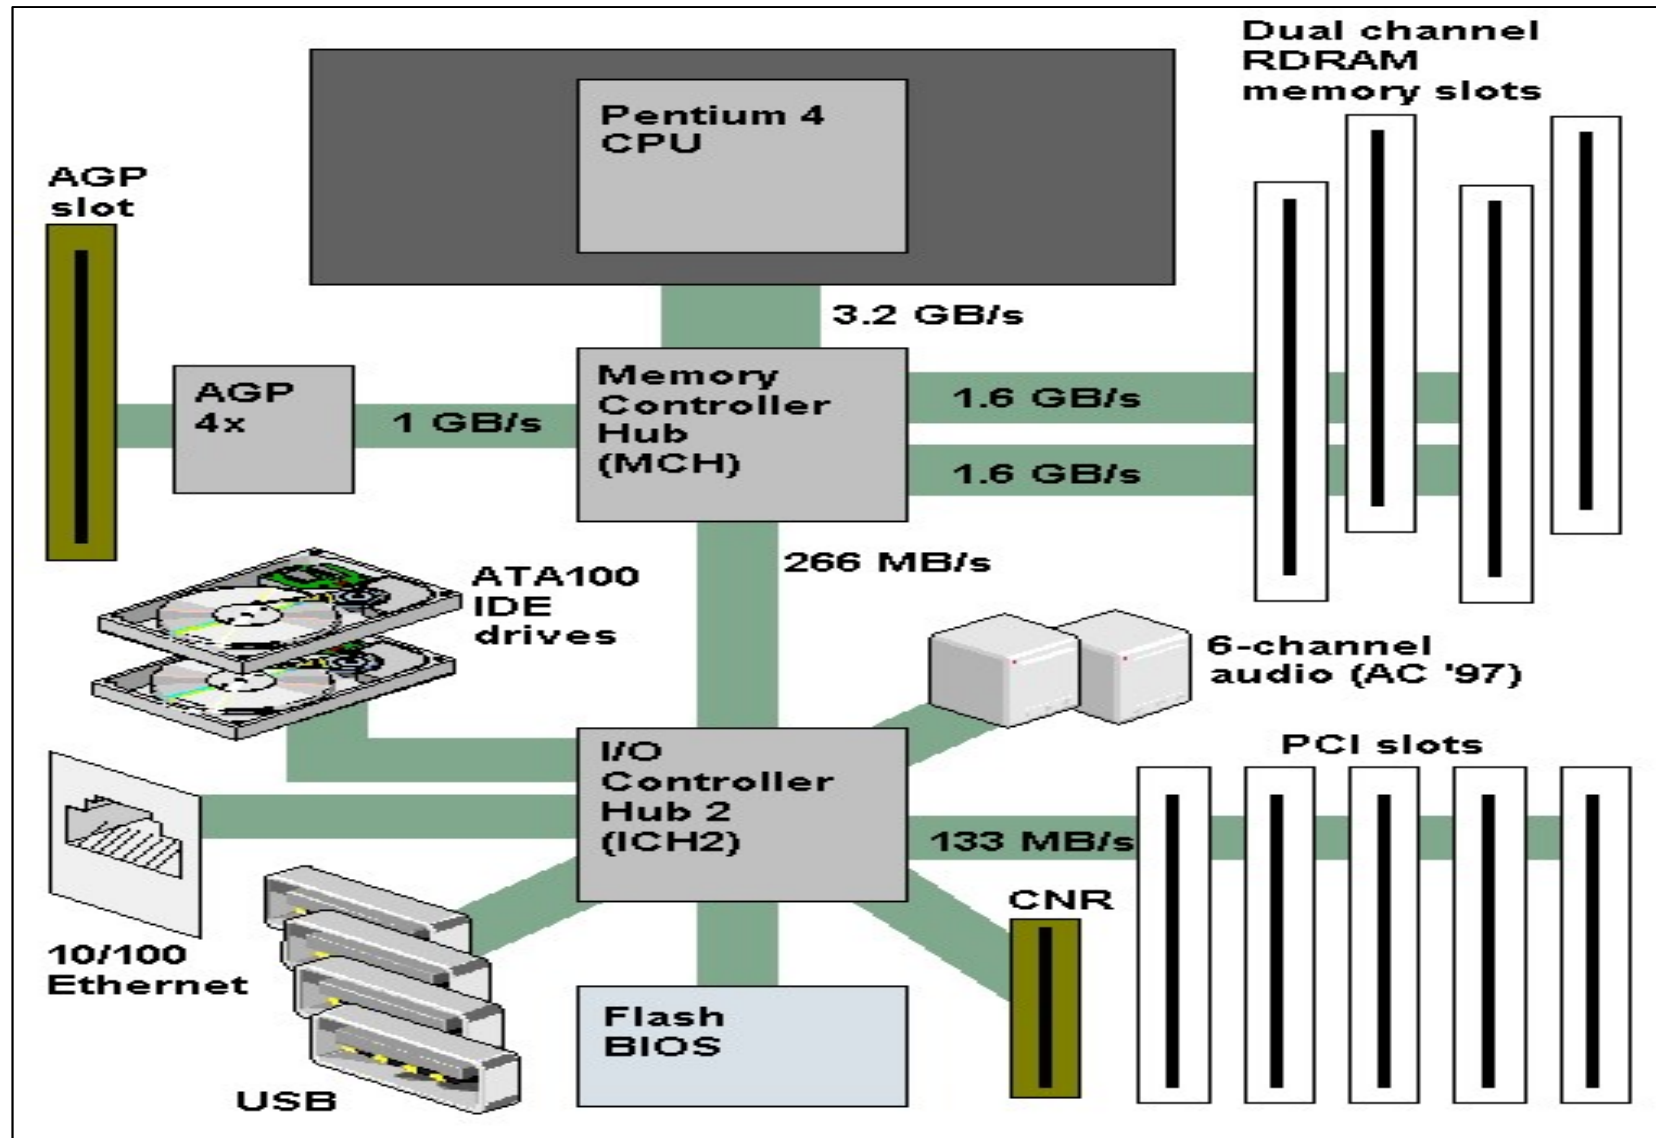 Dual channel
RDRAM
memory slots
Pentium 4
CPU
AGP
slot
3.2 GB/s
AGP
4x
1 GB/s
Memory
Controller
Hub
(MCH)
1.6 GB/s
1.6 GB/s
266 MB/s
ATA100
IDE
drives
6-channel
audio (AC '97)
PCI slots
I/O
Controller
Hub 2
(ICH2)
133 MB/s
CNR
10/100
Ethernet
Flash
BIOS
USB